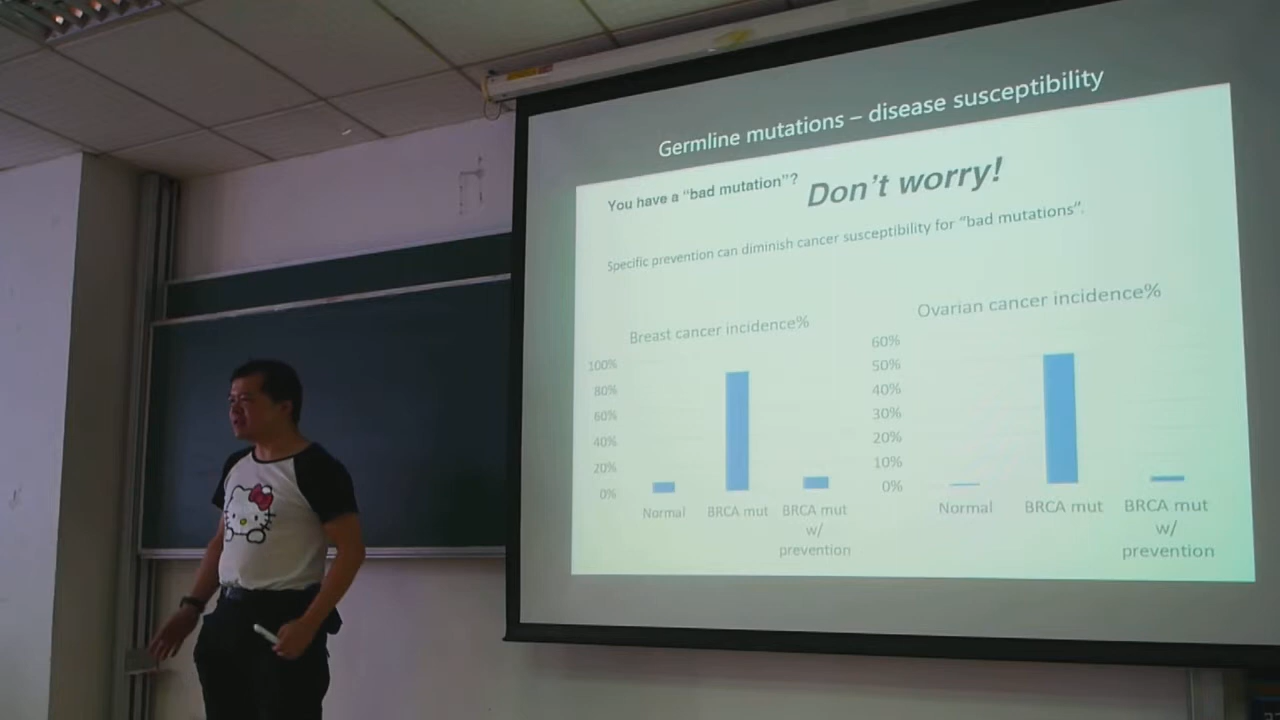 Germline mutations – disease susceptibility
You have a “bad mutation”? Don’t worry!
Specific prevention can diminish cancer susceptibility for “bad mutations”.
Breast cancer incidence%
100%
80%
60%
40%
20%
0%
Normal
BRCA mut
BRCA mut
w/
prevention
Ovarian cancer incidence%
60%
50%
40%
30%
20%
10%
0%
Normal
BRCA mut
BRCA mut
w/
prevention